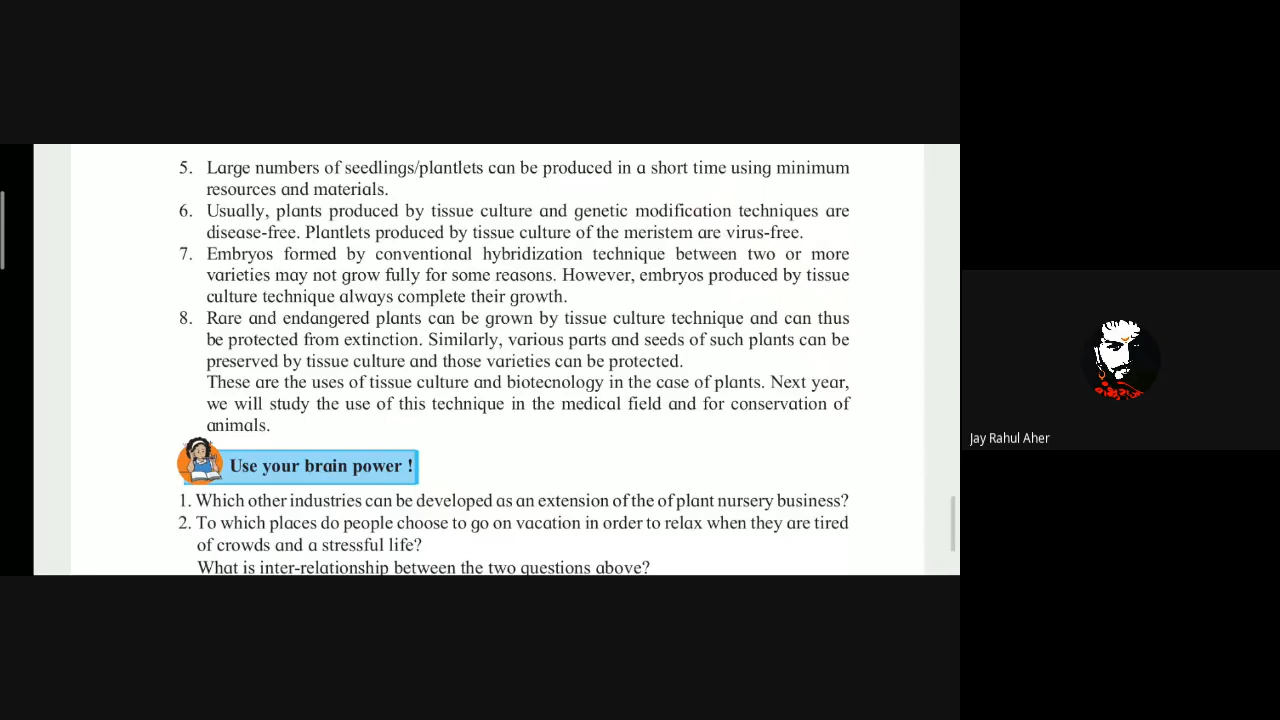 5. Large numbers of seedlings/plantlets can be produced in a short time using minimum
resources and materials.
6. Usually, plants produced by tissue culture and genetic modification techniques are
disease-free. Plantlets produced by tissue culture of the meristem are virus-free.
7. Embryos formed by conventional hybridization technique between two or more
varieties may not grow fully for some reasons. However, embryos produced by tissue
culture technique always complete their growth.
8. Rare and endangered plants can be grown by tissue culture technique and can thus
be protected from extinction. Similarly, various parts and seeds of such plants can be
preserved by tissue culture and those varieties can be protected.
These are the uses of tissue culture and biotecnology in the case of plants. Next year,
we will study the use of this technique in the medical field and for conservation of
animals.
Use your brain power !
1. Which other industries can be developed as an extension of the of plant nursery business?
2. To which places do people choose to go on vacation in order to relax when they are tired
of crowds and a stressful life?
What is inter-relationship between the two questions above?
Jay Rahul Aher